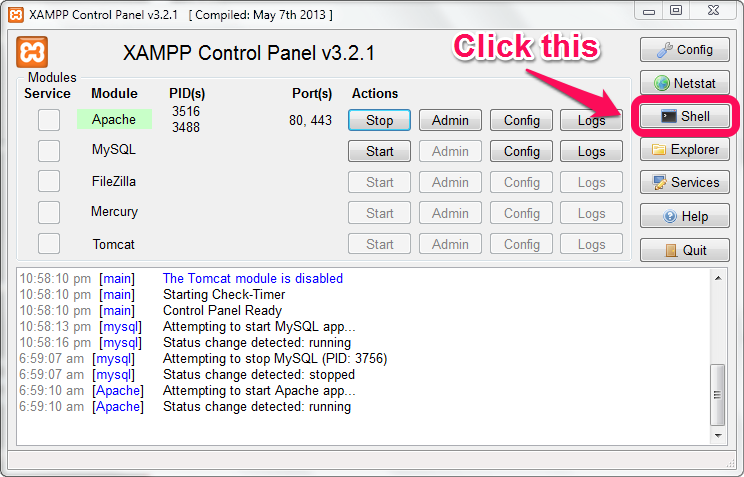 XAMPP Control Panel v3.2.1 [ Compiled: May 7th 2013 ]
XAMPP Control Panel v3.2.1
Click this
Config
Modules
Service Module PID(s) Port(s) Actions
Netstat
Apache 3516 3488 80, 443 Stop Admin Config Logs
Shell
MySQL Start Admin Config Logs
Explorer
FileZilla Start Admin Config Logs
Services
Mercury Start Admin Config Logs
Help
Tomcat Start Admin Config Logs
Quit
10:58:10 pm [main] The Tomcat module is disabled
10:58:10 pm [main] Starting Check-Timer
10:58:10 pm [main] Control Panel Ready
10:58:13 pm [mysql] Attempting to start MySQL app...
10:58:16 pm [mysql] Status change detected: running
6:59:07 am [mysql] Attempting to stop MySQL (PID: 3756)
6:59:07 am [mysql] Status change detected: stopped
6:59:10 am [Apache] Attempting to start Apache app...
6:59:10 am [Apache] Status change detected: running